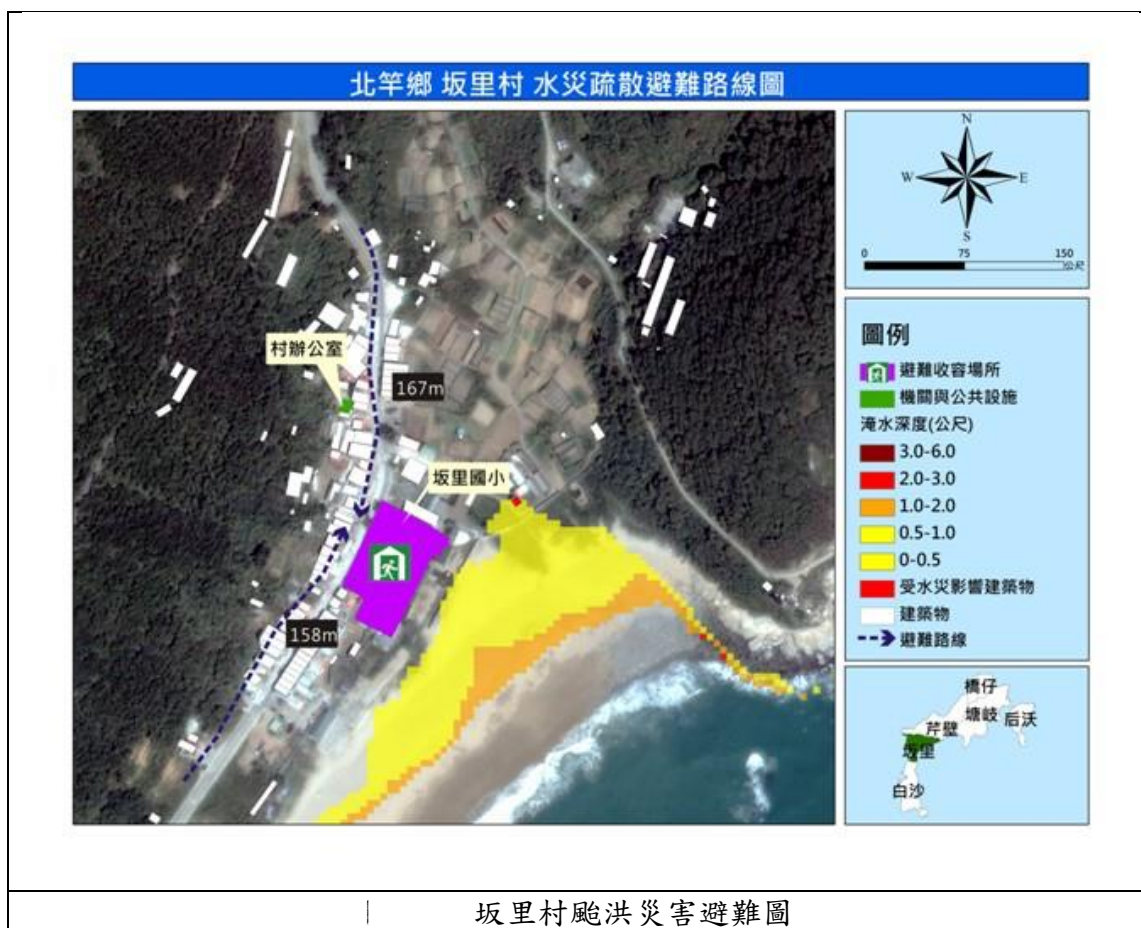 北竿鄉 坂里村 水災疏散避難路線圖
N
W
E
S
0
75
150
公尺
村辦公室
167m
坂里國小
158m
圖例
避難收容場所
機關與公共設施
淹水深度(公尺)
3.0-6.0
2.0-3.0
1.0-2.0
0.5-1.0
0-0.5
受水災影響建築物
建築物
避難路線
橋仔
塘岐
后沃
芹壁
坂里
白沙
坂里村颱洪災害避難圖